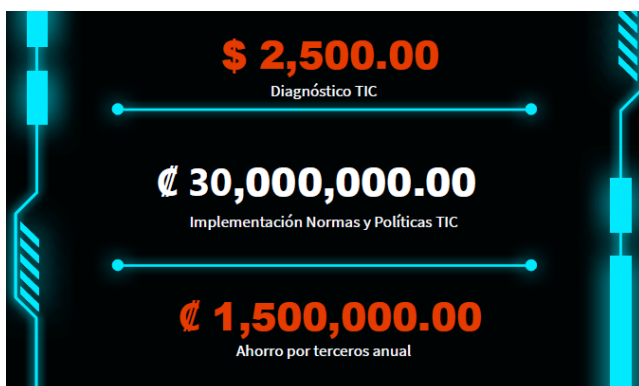 $ 2,500.00
Diagnóstico TIC
₡ 30,000,000.00
Implementación Normas y Políticas TIC
₡ 1,500,000.00
Ahorro por terceros anual